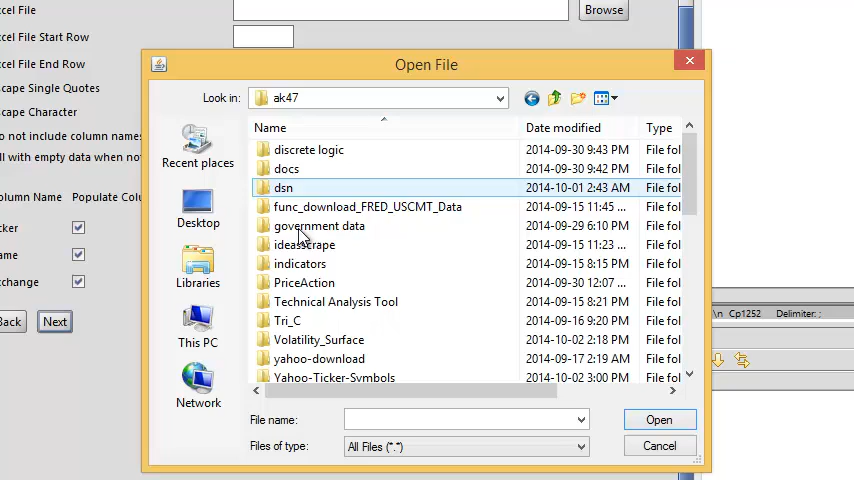 xcel File
Browse
xcel File Start Row
xcel File End Row
scape Single Quotes
scape Character
o not include column names
ll with empty data when not
olumn Name Populate Colum
cker
ame
xchange
Back Next
Open File
Look in: ak47
Name Date modified Type
discrete logic 2014-09-30 9:43 PM File fol
docs 2014-09-30 9:42 PM File fol
dsn 2014-10-01 2:43 AM File fol
func_download_FRED_USCMT_Data 2014-09-15 11:45 ... File fol
government data 2014-09-29 6:10 PM File fol
ideasscrape 2014-09-15 11:23 ... File fol
indicators 2014-09-15 8:15 PM File fol
PriceAction 2014-09-30 12:07 ... File fol
Technical Analysis Tool 2014-09-15 8:21 PM File fol
Tri_C 2014-09-16 9:20 PM File fol
Volatility_Surface 2014-10-02 2:18 PM File fol
yahoo-download 2014-09-17 2:19 AM File fol
Yahoo-Ticker-Symbols 2014-10-02 3:00 PM File fol
Recent places
Desktop
Libraries
This PC
Network
File name:
Open
Files of type: All Files (*.*)
Cancel
\n Cp1252 Delimiter: ;